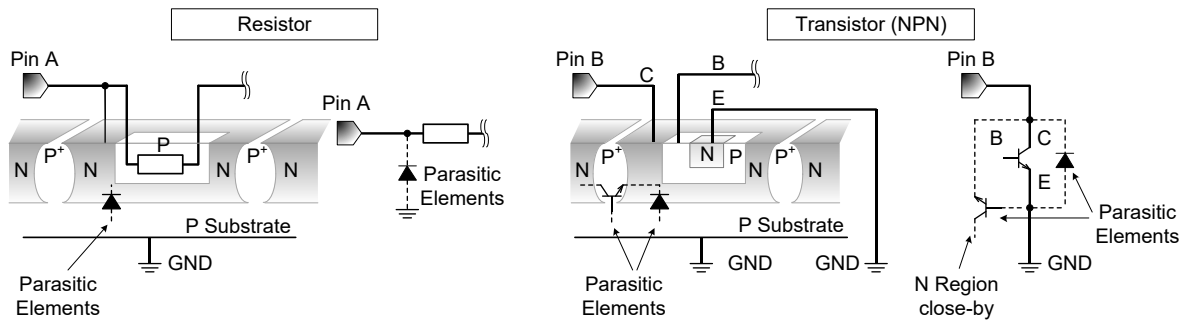 Resistor
Transistor (NPN)
Pin A
Pin A
N
P+
N
P
N
P+
N
Parasitic
Elements
P Substrate
GND
Parasitic
Elements
Pin B
C
B
E
N
P+
N
N
P
N
P+
N
P Substrate
GND
GND
Parasitic
Elements
Pin B
B
C
E
Parasitic
Elements
GND
N Region
close-by